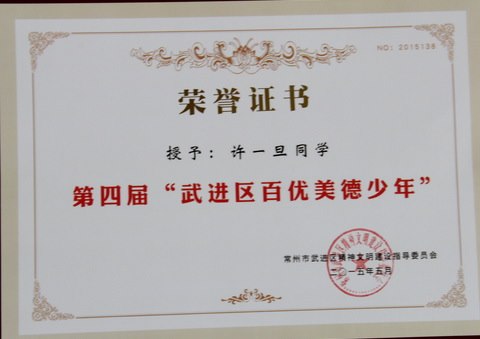 NO: 2015138
荣誉证书
授予：许一旦同学
第四届“武进区百优美德少年”
常州市武进区精神文明建设指导委员会
二〇一五年五月